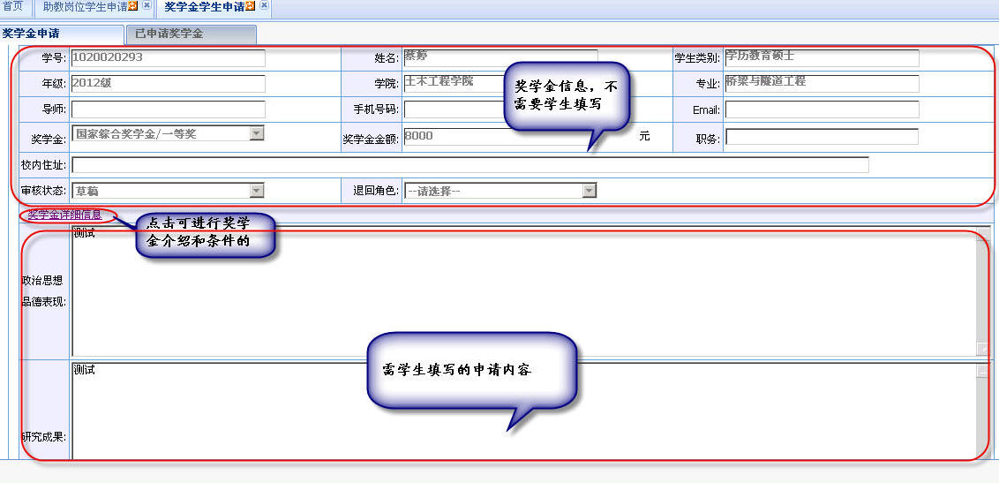 首页 助教岗位学生申请 奖学金学生申请
奖学金申请 已申请奖学金
学号: 1020020293 姓名: 蔡婷 学生类别: 学历教育硕士
年级: 2012级 学院: 土木工程学院 专业: 桥梁与隧道工程
导师: 手机号码: Email:
奖学金: 国家综合奖学金/一等奖 奖学金金额: 8000 元 职务:
奖学金信息，不
需要学生填写
校内住址:
审核状态: 草稿 退回角色: --请选择--
奖学金详细信息
点击可进行奖学
金介绍和条件的
政治思想
品德表现:
测试
需学生填写的申请内容
研究成果:
测试